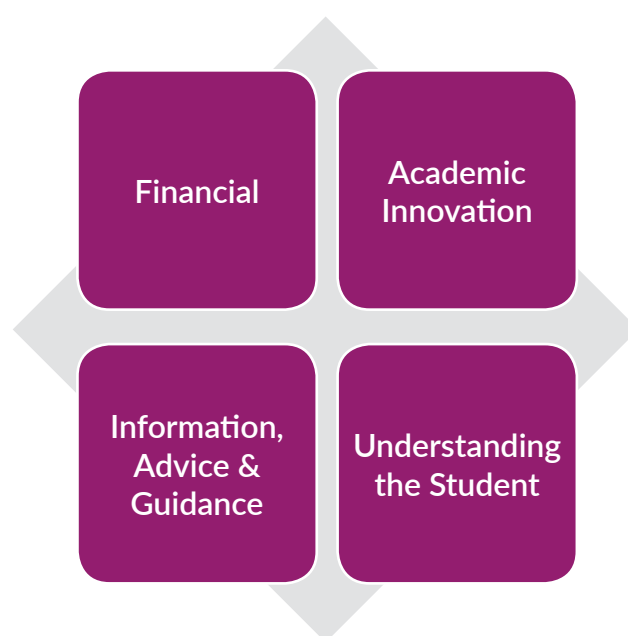 Financial
Academic
Innovation
Information,
Advice &
Guidance
Understanding
the Student